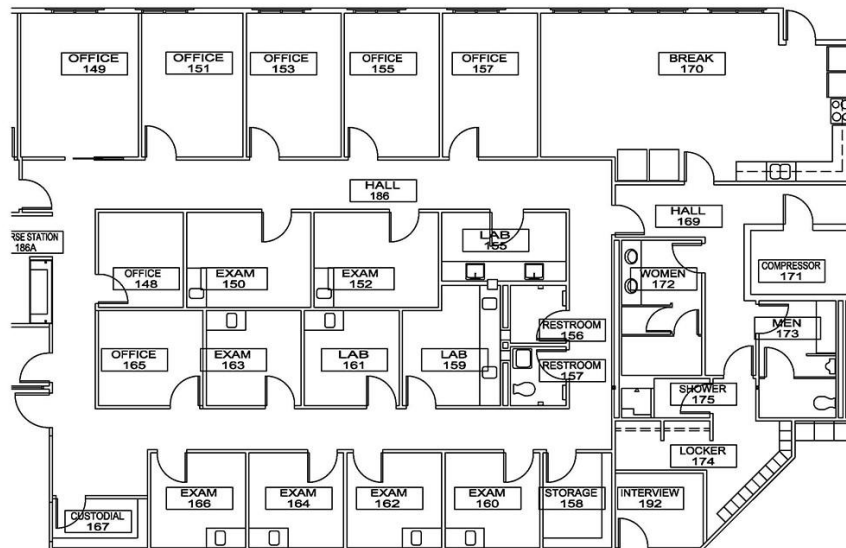 OFFICE
149
OFFICE
151
OFFICE
153
OFFICE
155
OFFICE
157
BREAK
170
HALL
186
HALL
169
RSE STATION
186A
OFFICE
148
EXAM
150
EXAM
152
LAB
155
WOMEN
172
COMPRESSOR
171
OFFICE
165
EXAM
163
LAB
161
LAB
159
RESTROOM
156
RESTROOM
157
MEN
173
SHOWER
175
LOCKER
174
CUSTODIAL
167
EXAM
166
EXAM
164
EXAM
162
EXAM
160
STORAGE
158
INTERVIEW
192